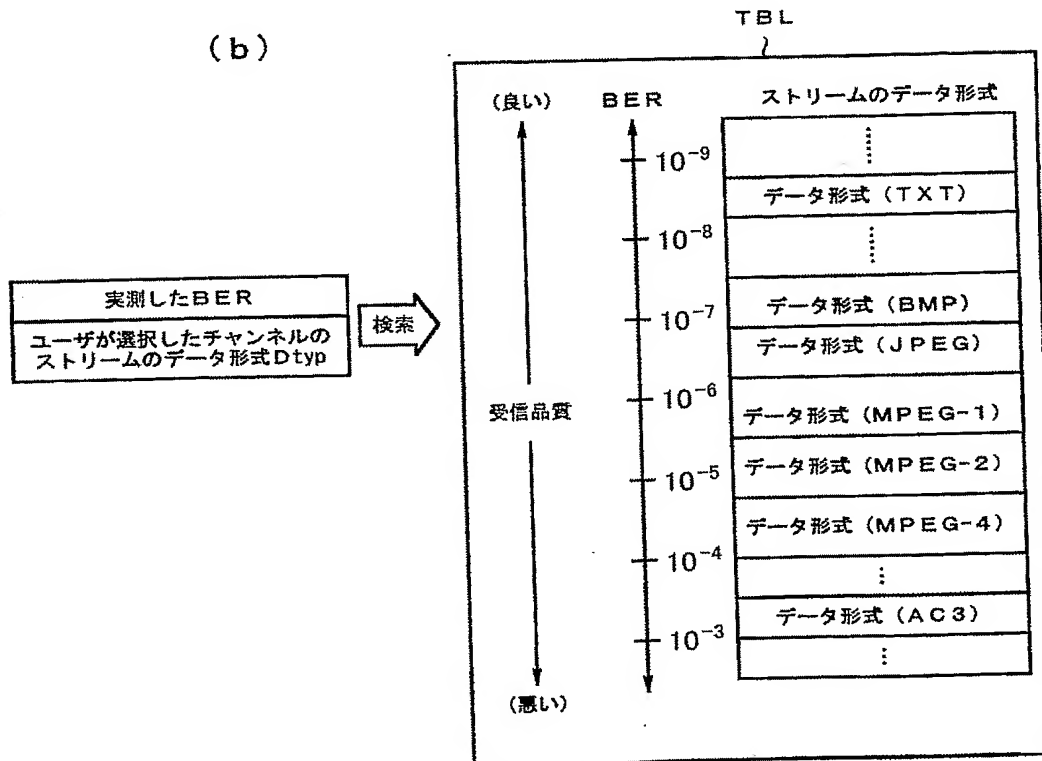 (b)
TBL
実測したBER
ユーザが選択したチャンネルの
ストリームのデータ形式Dtyp
検索
(良い)
受信品質
(悪い)
BER
10⁻⁹
10⁻⁸
10⁻⁷
10⁻⁶
10⁻⁵
10⁻⁴
10⁻³
ストリームのデータ形式
データ形式(TXT)
データ形式(BMP)
データ形式(JPEG)
データ形式(MPEG-1)
データ形式(MPEG-2)
データ形式(MPEG-4)
データ形式(AC3)